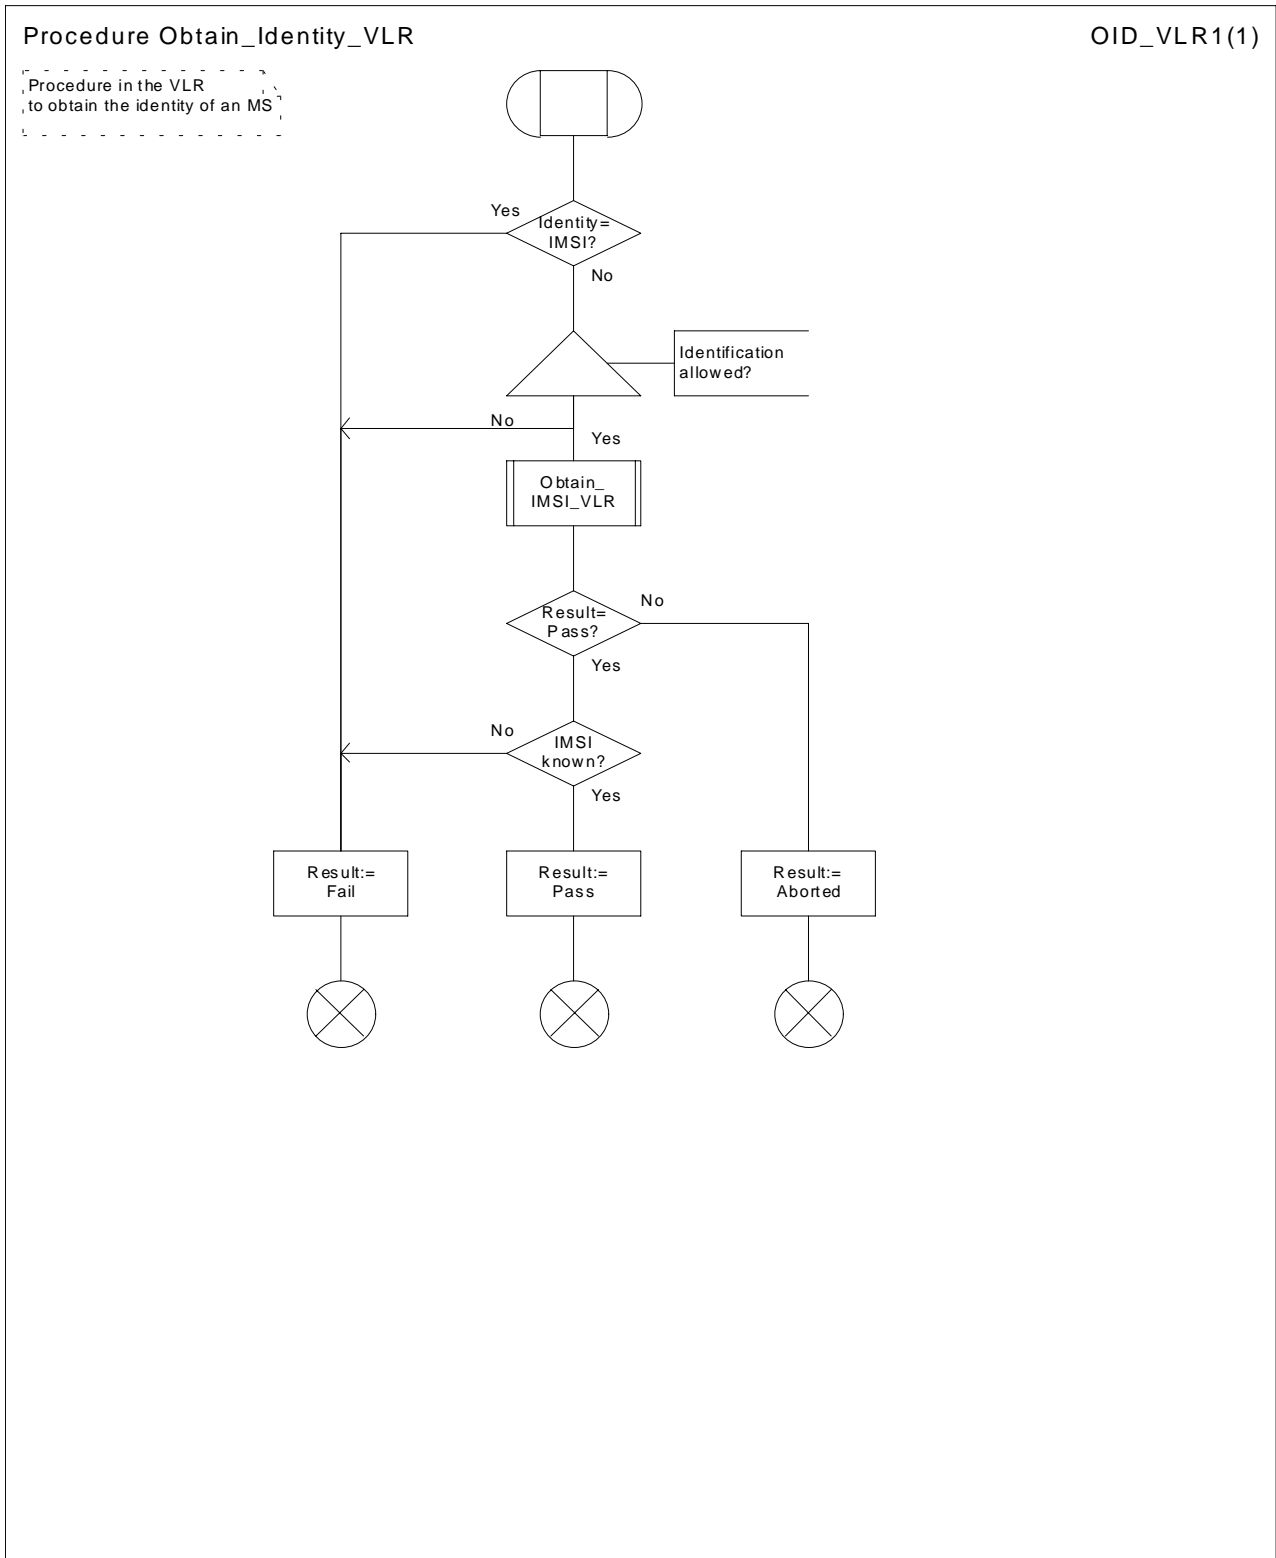 Procedure Obtain_Identity_VLR
OID_VLR1(1)
Procedure in the VLR
to obtain the identity of an MS
Yes
Identity=
IMSI?
No
Identification
allowed?
No
Yes
Obtain_
IMSI_VLR
No
Result=
Pass?
Yes
No
IMSI
known?
Yes
Result:=
Fail
Result:=
Pass
Result:=
Aborted